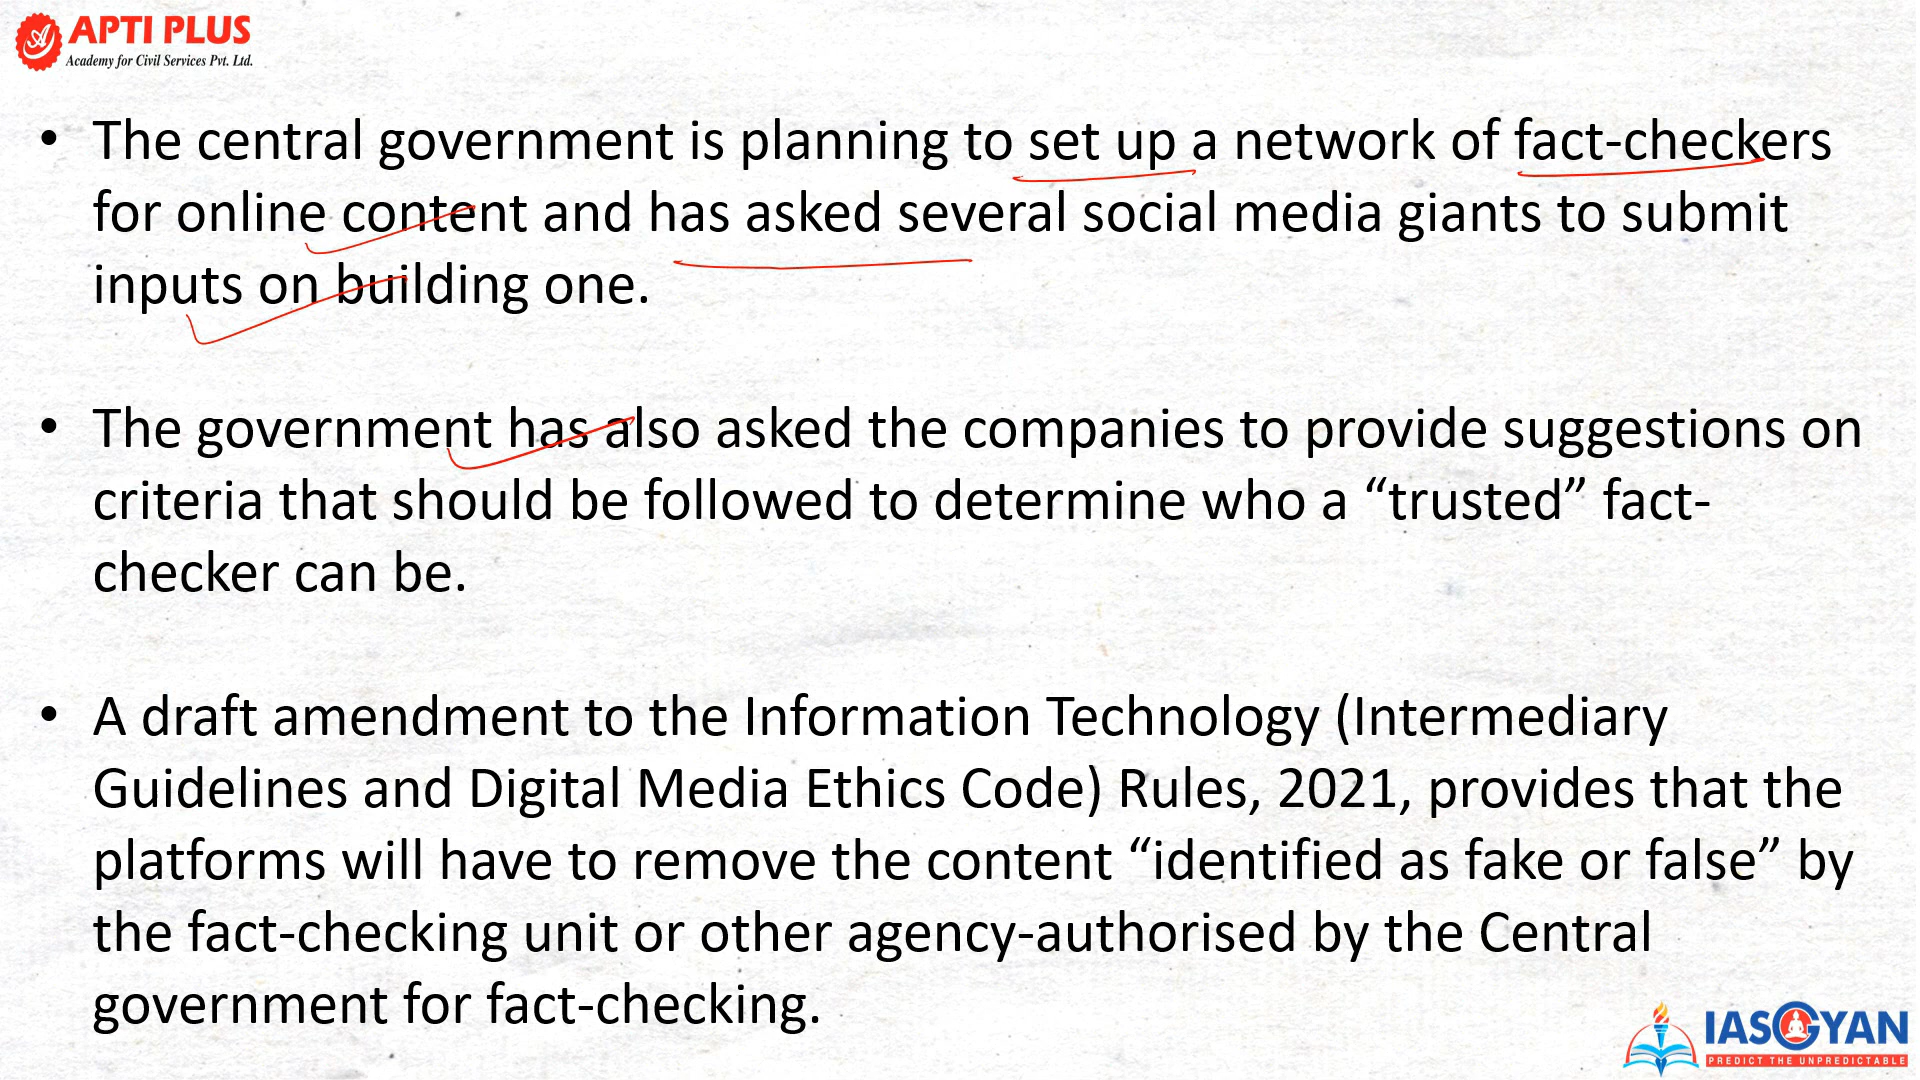 APTI PLUS
Academy for Civil Services Pvt. Ltd.
• The central government is planning to set up a network of fact-checkers
for online content and has asked several social media giants to submit
inputs on building one.
• The government has also asked the companies to provide suggestions on
criteria that should be followed to determine who a “trusted” fact-
checker can be.
• A draft amendment to the Information Technology (Intermediary
Guidelines and Digital Media Ethics Code) Rules, 2021, provides that the
platforms will have to remove the content “identified as fake or false” by
the fact-checking unit or other agency-authorised by the Central
government for fact-checking.
IASGYAN
PREDICT THE UNPREDICTABLE